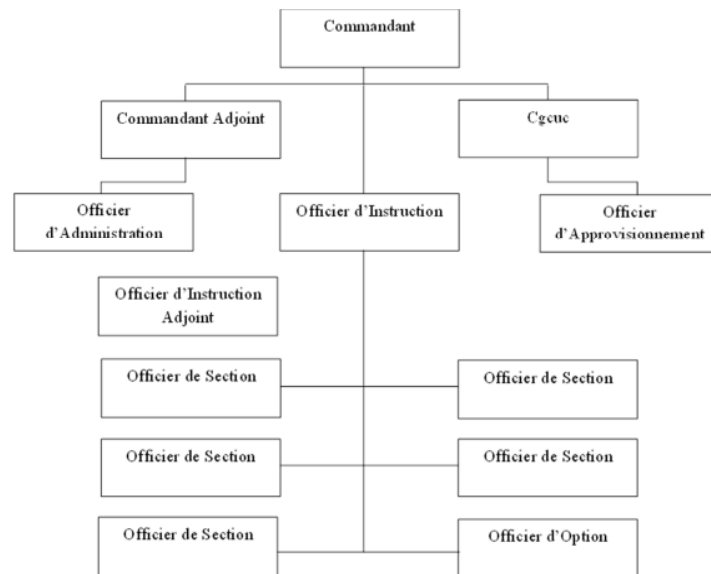 Commandant
Commandant Adjoint
Cgcuc
Officier
d'Administration
Officier d'Instruction
Officier
d'Approvisionnement
Officier d'Instruction
Adjoint
Officier de Section
Officier de Section
Officier de Section
Officier de Section
Officier de Section
Officier d'Option